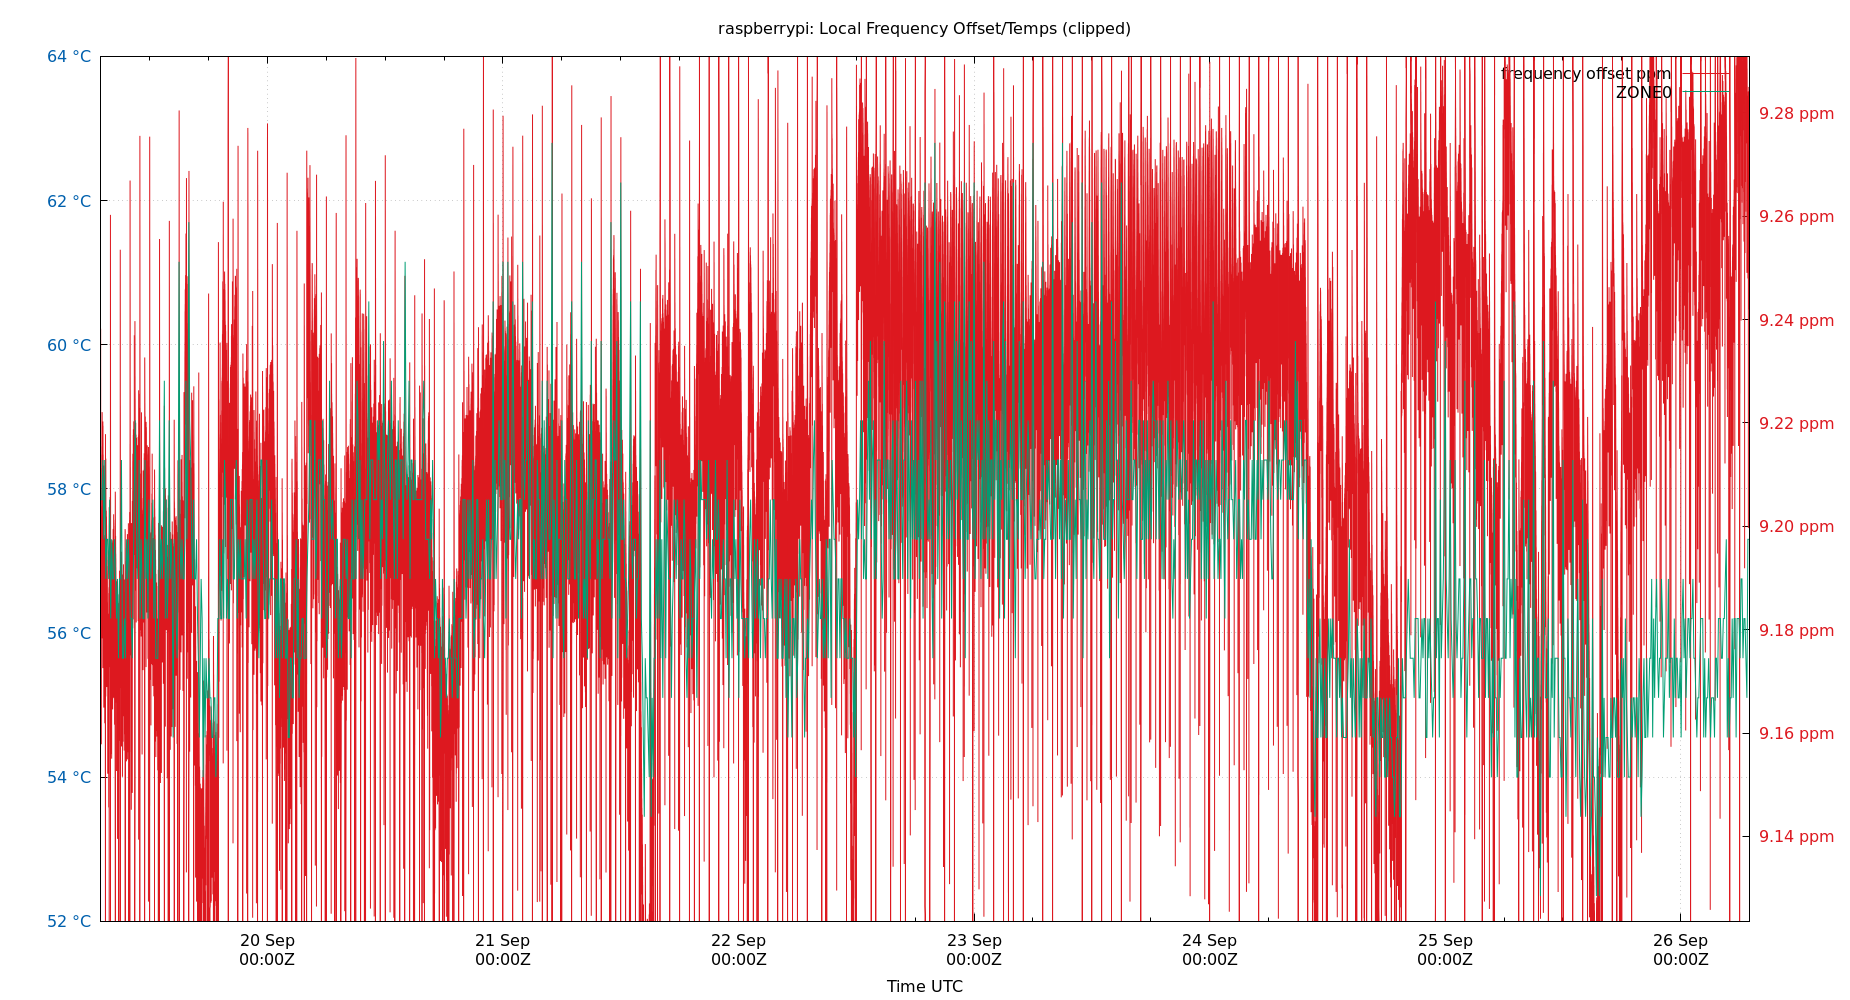 raspberrypi: Local Frequency Offset/Temps (clipped)
64 °C
62 °C
60 °C
58 °C
56 °C
54 °C
52 °C
frequency offset ppm
ZONE0
9.28 ppm
9.26 ppm
9.24 ppm
9.22 ppm
9.20 ppm
9.18 ppm
9.16 ppm
9.14 ppm
20 Sep
00:00Z
21 Sep
00:00Z
22 Sep
00:00Z
23 Sep
00:00Z
24 Sep
00:00Z
25 Sep
00:00Z
26 Sep
00:00Z
Time UTC